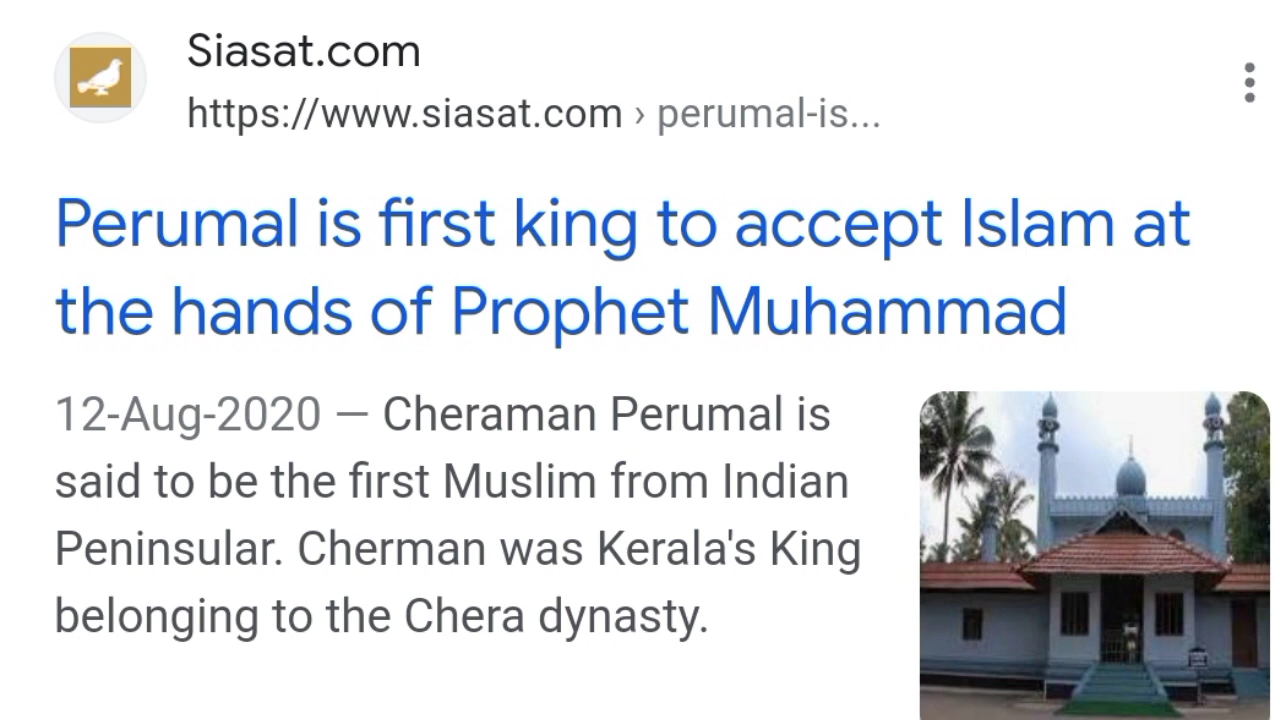 Siasat.com
https://www.siasat.com › perumal-is...
Perumal is first king to accept Islam at
the hands of Prophet Muhammad
12-Aug-2020 — Cheraman Perumal is
said to be the first Muslim from Indian
Peninsular. Cherman was Kerala's King
belonging to the Chera dynasty.